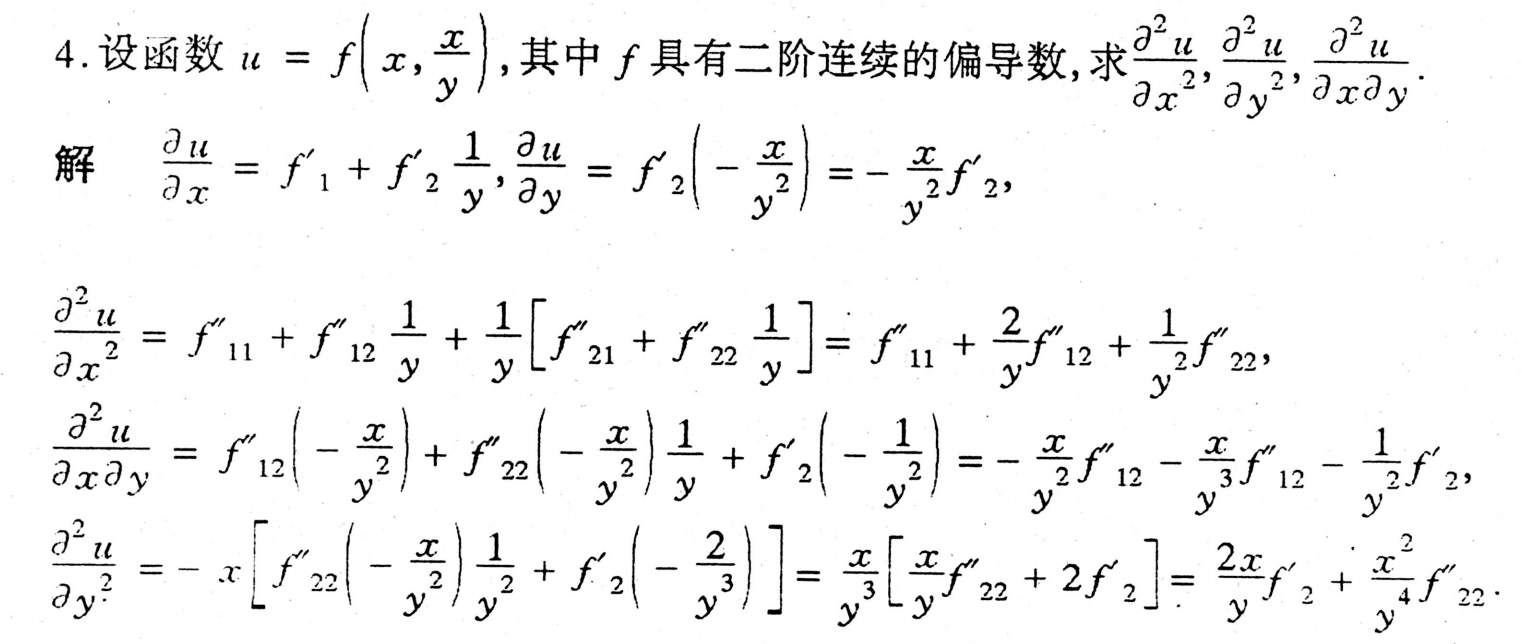 4.设函数 $u = f\left(x,\frac{x}{y}\right)$,其中 $f$ 具有二阶连续的偏导数,求$\frac{\partial^2 u}{\partial x^2},\frac{\partial^2 u}{\partial y^2},\frac{\partial^2 u}{\partial x\partial y}$.
解 $\frac{\partial u}{\partial x} = f'_1 + f'_2\frac{1}{y},\frac{\partial u}{\partial y} = f'_2\left(-\frac{x}{y^2}\right) = -\frac{x}{y^2}f'_2,$
$\frac{\partial^2 u}{\partial x^2} = f''_{11} + f''_{12}\frac{1}{y} + \frac{1}{y}\left[f''_{21} + f''_{22}\frac{1}{y}\right] = f''_{11} + \frac{2}{y}f''_{12} + \frac{1}{y^2}f''_{22},$
$\frac{\partial^2 u}{\partial x\partial y} = f''_{12}\left(-\frac{x}{y^2}\right) + f''_{22}\left(-\frac{x}{y^2}\right)\frac{1}{y} + f'_2\left(-\frac{1}{y^2}\right) = -\frac{x}{y^2}f''_{12} - \frac{x}{y^3}f''_{12} - \frac{1}{y^2}f'_2,$
$\frac{\partial^2 u}{\partial y^2} = -x\left[f''_{22}\left(-\frac{x}{y^2}\right)\frac{1}{y^2} + f'_2\left(-\frac{2}{y^3}\right)\right] = \frac{x}{y^3}\left[\frac{x}{y}f''_{22} + 2f'_2\right] = \frac{2x}{y}f'_2 + \frac{x^2}{y^4}f''_{22}.$